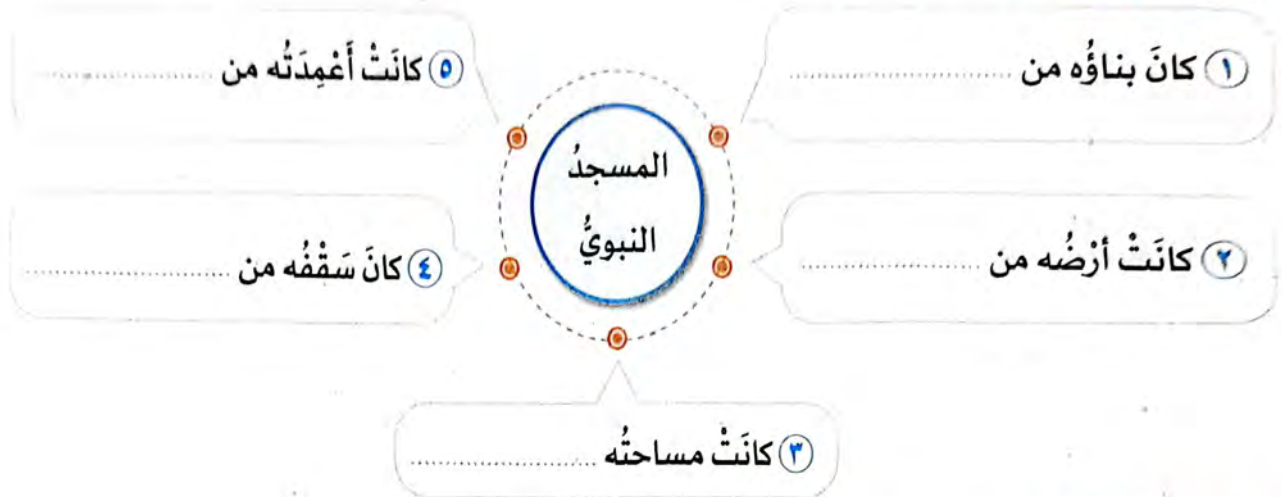 ١ كانَ بناؤُه من ....................
٢ كانَتْ أرْضُه من ....................
٣ كانَتْ مساحتُه ....................
٤ كانَ سَقْفُه من ....................
٥ كانَتْ أَعْمِدَتُه من ....................
المسجدُ
النبويُّ